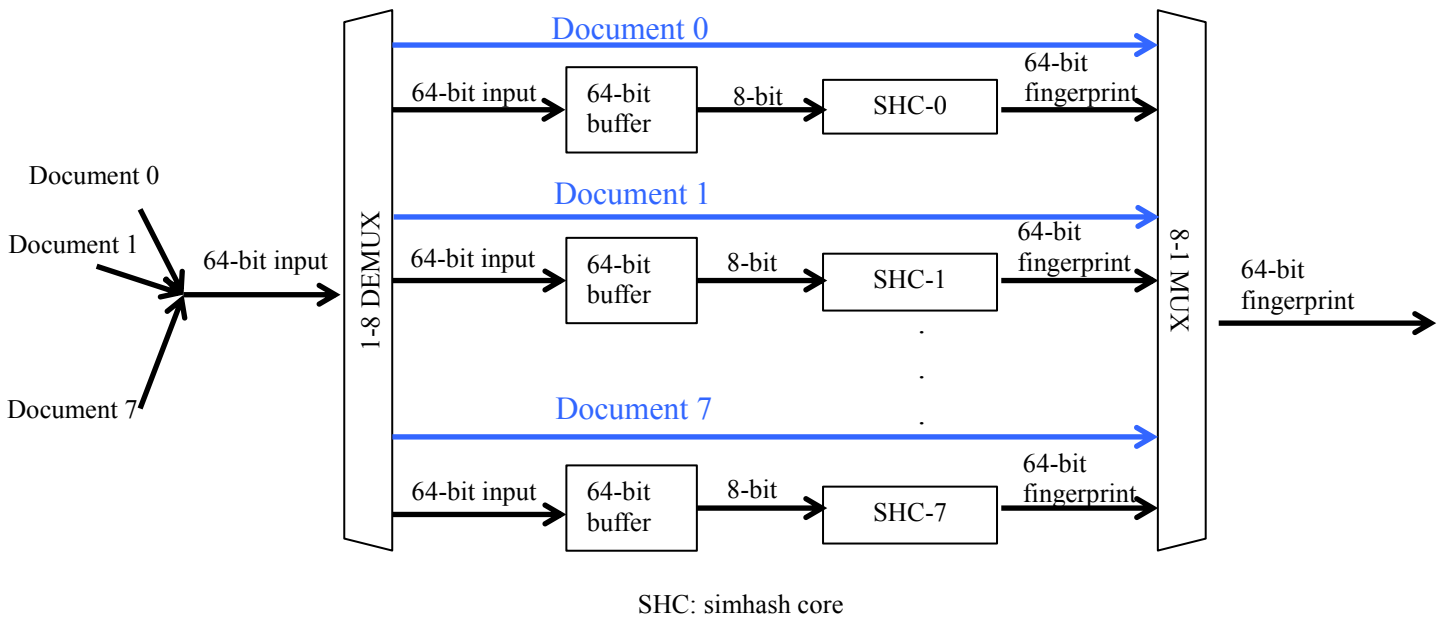 Document 0
64-bit
fingerprint
64-bit input
64-bit
buffer
8-bit
SHC-0
Document 0
Document 1
Document 7
64-bit input
1-8 DEMUX
Document 1
64-bit input
64-bit
buffer
8-bit
SHC-1
64-bit
fingerprint
.
.
.
Document 7
64-bit input
64-bit
buffer
8-bit
SHC-7
64-bit
fingerprint
8-1 MUX
64-bit
fingerprint
SHC: simhash core